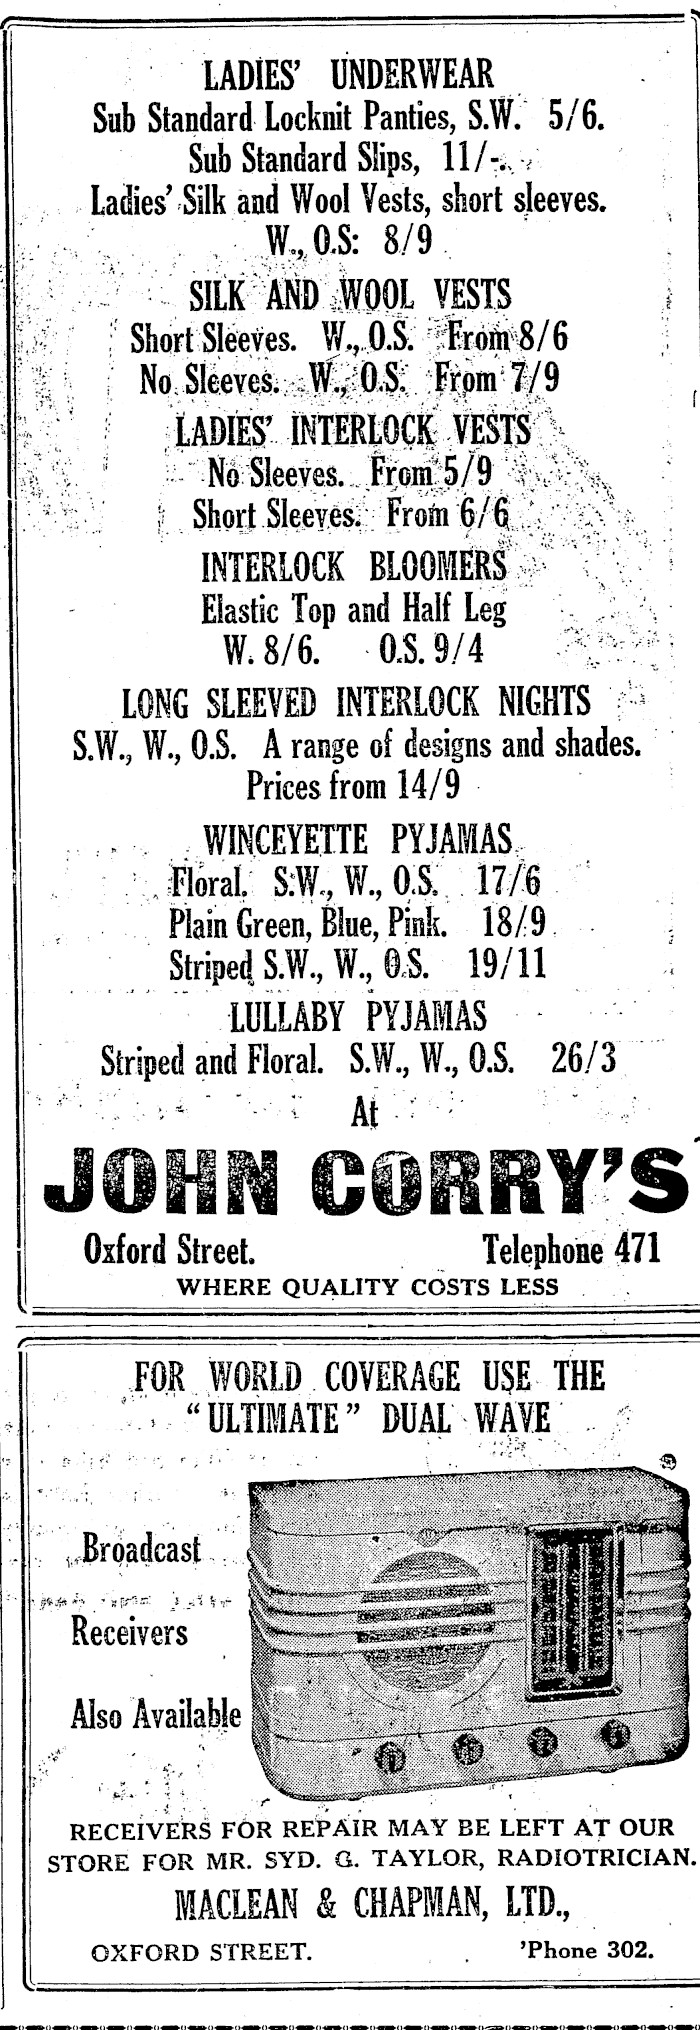 LADIES' UNDERWEAR
Sub Standard Locknit Panties, S.W. 5/6.
Sub Standard Slips, 11/-.
Ladies' Silk and Wool Vests, short sleeves.
W., O.S: 8/9
SILK AND WOOL VESTS
Short Sleeves. W., O.S. From 8/6
No Sleeves. W., O.S. From 7/9
LADIES' INTERLOCK VESTS
No Sleeves. From 5/9
Short Sleeves. From 6/6
INTERLOCK BLOOMERS
Elastic Top and Half Leg
W. 8/6. O.S. 9/4
LONG SLEEVED INTERLOCK NIGHTS
S.W., W., O.S. A range of designs and shades.
Prices from 14/9
WINCEYETTE PYJAMAS
Floral. S.W., W., O.S. 17/6
Plain Green, Blue, Pink. 18/9
Striped S.W., W., O.S. 19/11
LULLABY PYJAMAS
Striped and Floral. S.W., W., O.S. 26/3
At
JOHN CORRY'S
Oxford Street. Telephone 471
WHERE QUALITY COSTS LESS
FOR WORLD COVERAGE USE THE
"ULTIMATE" DUAL WAVE
Broadcast
Receivers
Also Available
RECEIVERS FOR REPAIR MAY BE LEFT AT OUR
STORE FOR MR. SYD. G. TAYLOR, RADIOTRICIAN.
MACLEAN & CHAPMAN, LTD.,
OXFORD STREET. 'Phone 302.